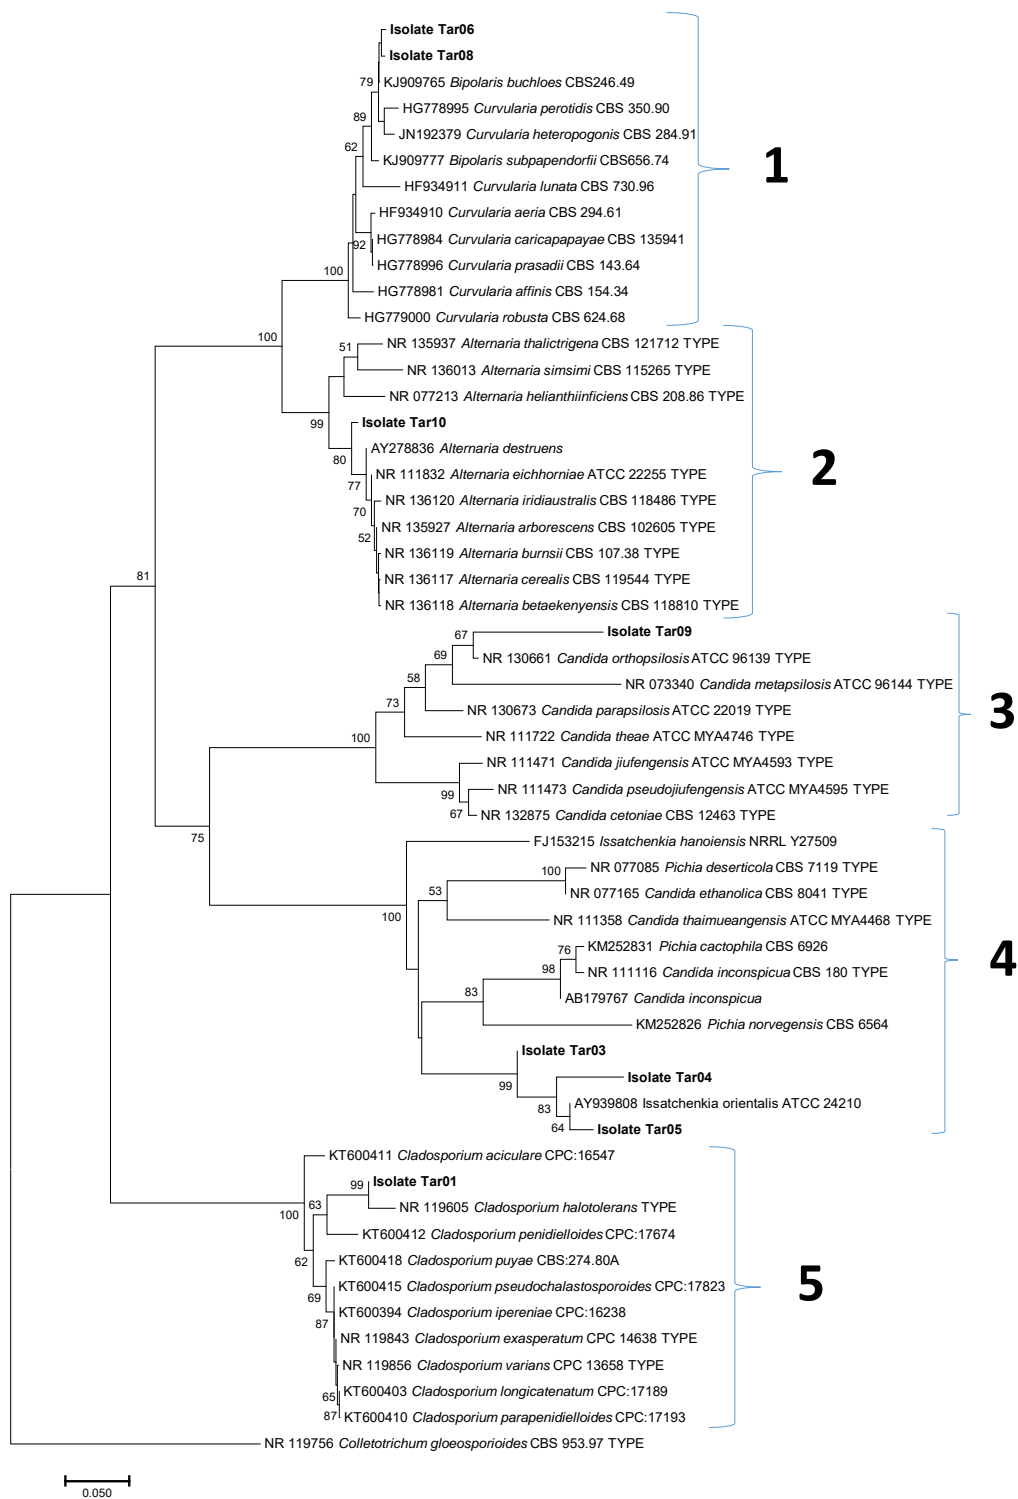 Isolate Tar06
Isolate Tar08
79
KJ909765 Bipolaris buchloes CBS246.49
HG778995 Curvularia perotidis CBS 350.90
89
JN192379 Curvularia heteropogonis CBS 284.91
62
KJ909777 Bipolaris subpapendorfii CBS656.74
1
HF934911 Curvularia lunata CBS 730.96
HF934910 Curvularia aeria CBS 294.61
92
HG778984 Curvularia caricapapayae CBS 135941
HG778996 Curvularia prasadii CBS 143.64
100
HG778981 Curvularia affinis CBS 154.34
HG779000 Curvularia robusta CBS 624.68
100
51
NR 135937 Alternaria thalictrigena CBS 121712 TYPE
NR 136013 Alternaria simsimi CBS 115265 TYPE
NR 077213 Alternaria helianthiinficiens CBS 208.86 TYPE
99
Isolate Tar10
80
AY278836 Alternaria destruens
2
77
NR 111832 Alternaria eichhorniae ATCC 22255 TYPE
70
NR 136120 Alternaria iridiaustralis CBS 118486 TYPE
NR 135927 Alternaria arborescens CBS 102605 TYPE
52
NR 136119 Alternaria burnsii CBS 107.38 TYPE
81
NR 136117 Alternaria cerealis CBS 119544 TYPE
NR 136118 Alternaria betaekenyensis CBS 118810 TYPE
67
Isolate Tar09
69
NR 130661 Candida orthopsilosis ATCC 96139 TYPE
58
NR 073340 Candida metapsilosis ATCC 96144 TYPE
73
NR 130673 Candida parapsilosis ATCC 22019 TYPE
3
100
NR 111722 Candida theae ATCC MYA4746 TYPE
NR 111471 Candida jiufengensis ATCC MYA4593 TYPE
99
NR 111473 Candida pseudojiufengensis ATCC MYA4595 TYPE
67
NR 132875 Candida cetoniae CBS 12463 TYPE
75
FJ153215 Issatchenkia hanoiensis NRRL Y27509
100
NR 077085 Pichia deserticola CBS 7119 TYPE
53
NR 077165 Candida ethanolica CBS 8041 TYPE
100
NR 111358 Candida thaimueangensis ATCC MYA4468 TYPE
76
KM252831 Pichia cactophila CBS 6926
4
98
NR 111116 Candida inconspicua CBS 180 TYPE
83
AB179767 Candida inconspicua
KM252826 Pichia norvegensis CBS 6564
Isolate Tar03
99
Isolate Tar04
83
AY939808 Issatchenkia orientalis ATCC 24210
64
Isolate Tar05
KT600411 Cladosporium aciculare CPC:16547
99
Isolate Tar01
100
63
NR 119605 Cladosporium halotolerans TYPE
KT600412 Cladosporium penidielloides CPC:17674
62
KT600418 Cladosporium puyae CBS:274.80A
5
69
KT600415 Cladosporium pseudochalastosporoides CPC:17823
87
KT600394 Cladosporium ipereniae CPC:16238
NR 119843 Cladosporium exasperatum CPC 14638 TYPE
NR 119856 Cladosporium varians CPC 13658 TYPE
65
KT600403 Cladosporium longicatenatum CPC:17189
87
KT600410 Cladosporium parapenidielloides CPC:17193
NR 119756 Colletotrichum gloeosporioides CBS 953.97 TYPE
0.050